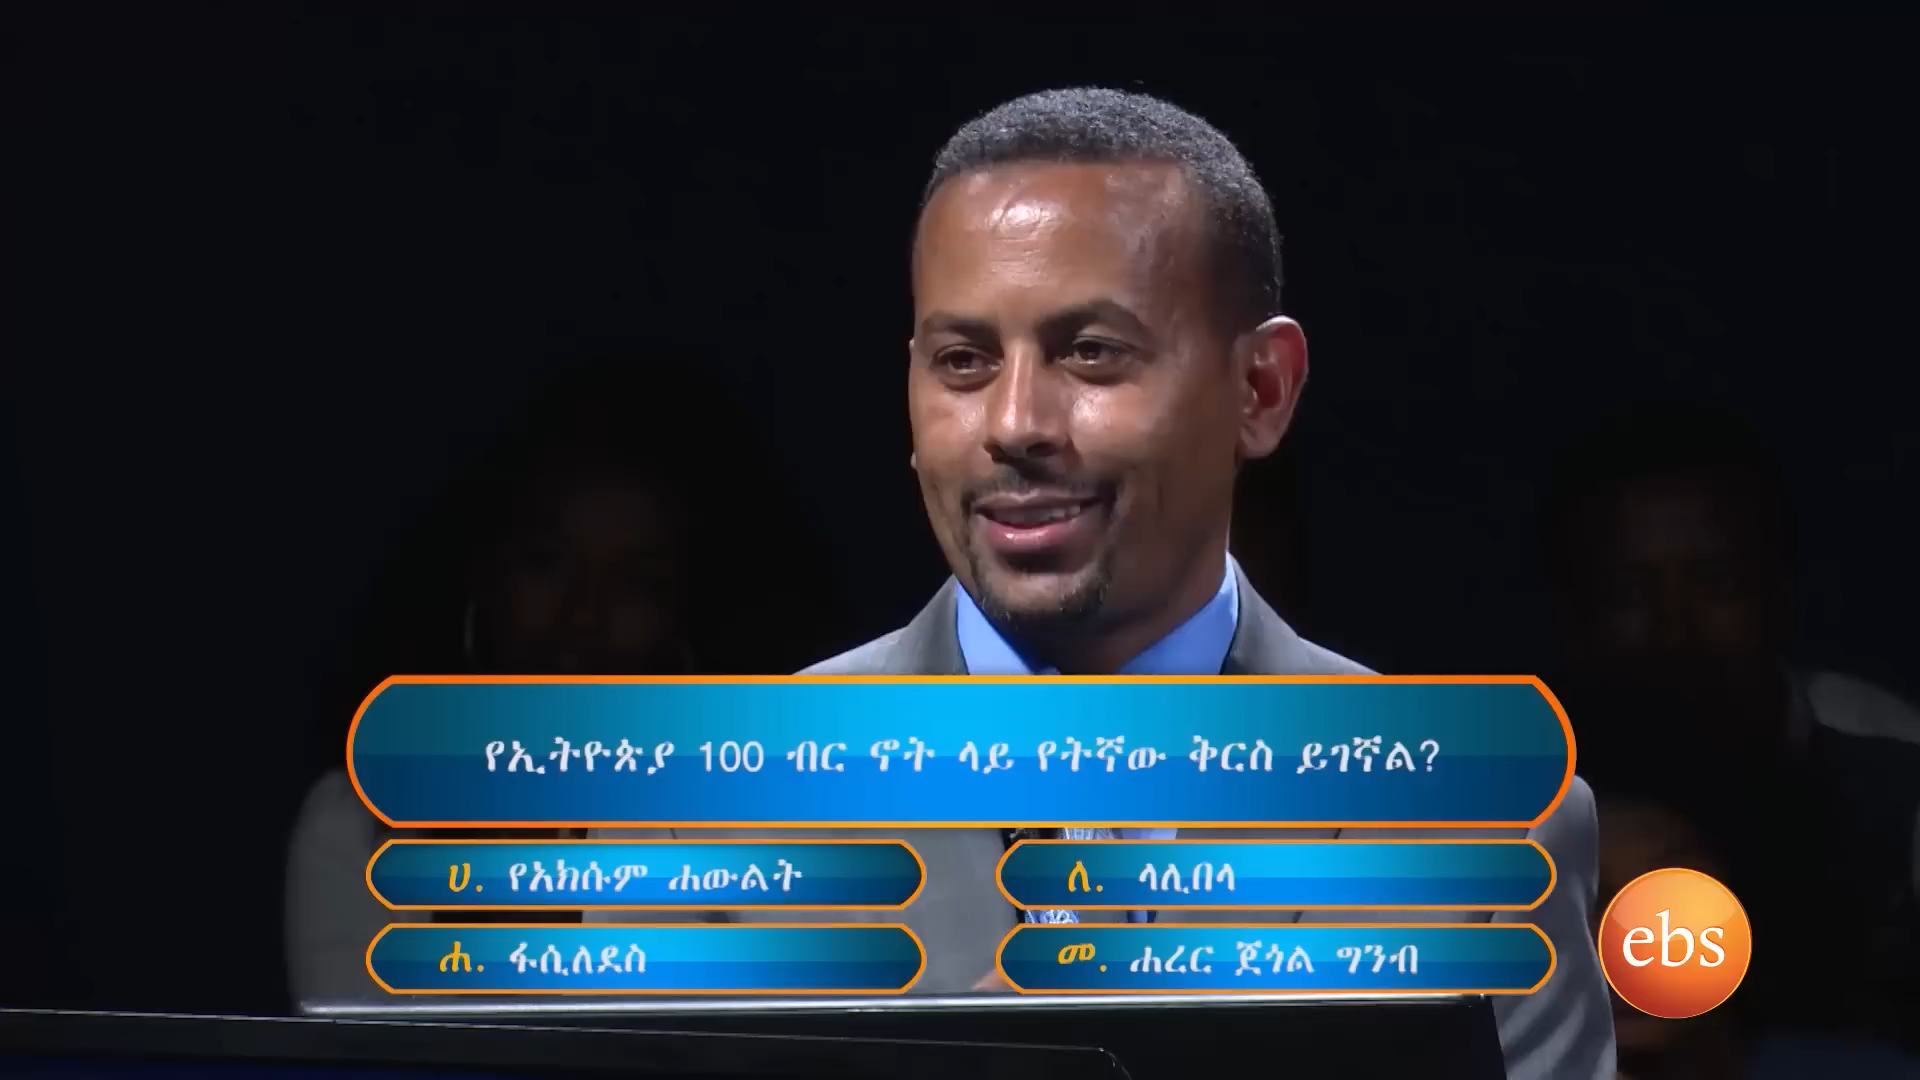 የኢትዮጵያ 100 ብር ኖት ላይ የትኛው ቅርስ ይገኛል?
ሀ. የአክሱም ሐውልት
ለ. ላሊበላ
ሐ. ፋሲለደስ
መ. ሐረር ጀጎል ግንብ
ebs